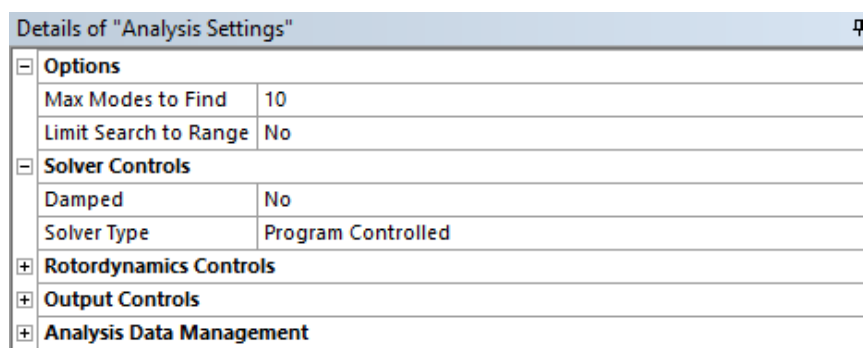 Details of "Analysis Settings"
Options
Max Modes to Find 10
Limit Search to Range No
Solver Controls
Damped No
Solver Type Program Controlled
Rotordynamics Controls
Output Controls
Analysis Data Management